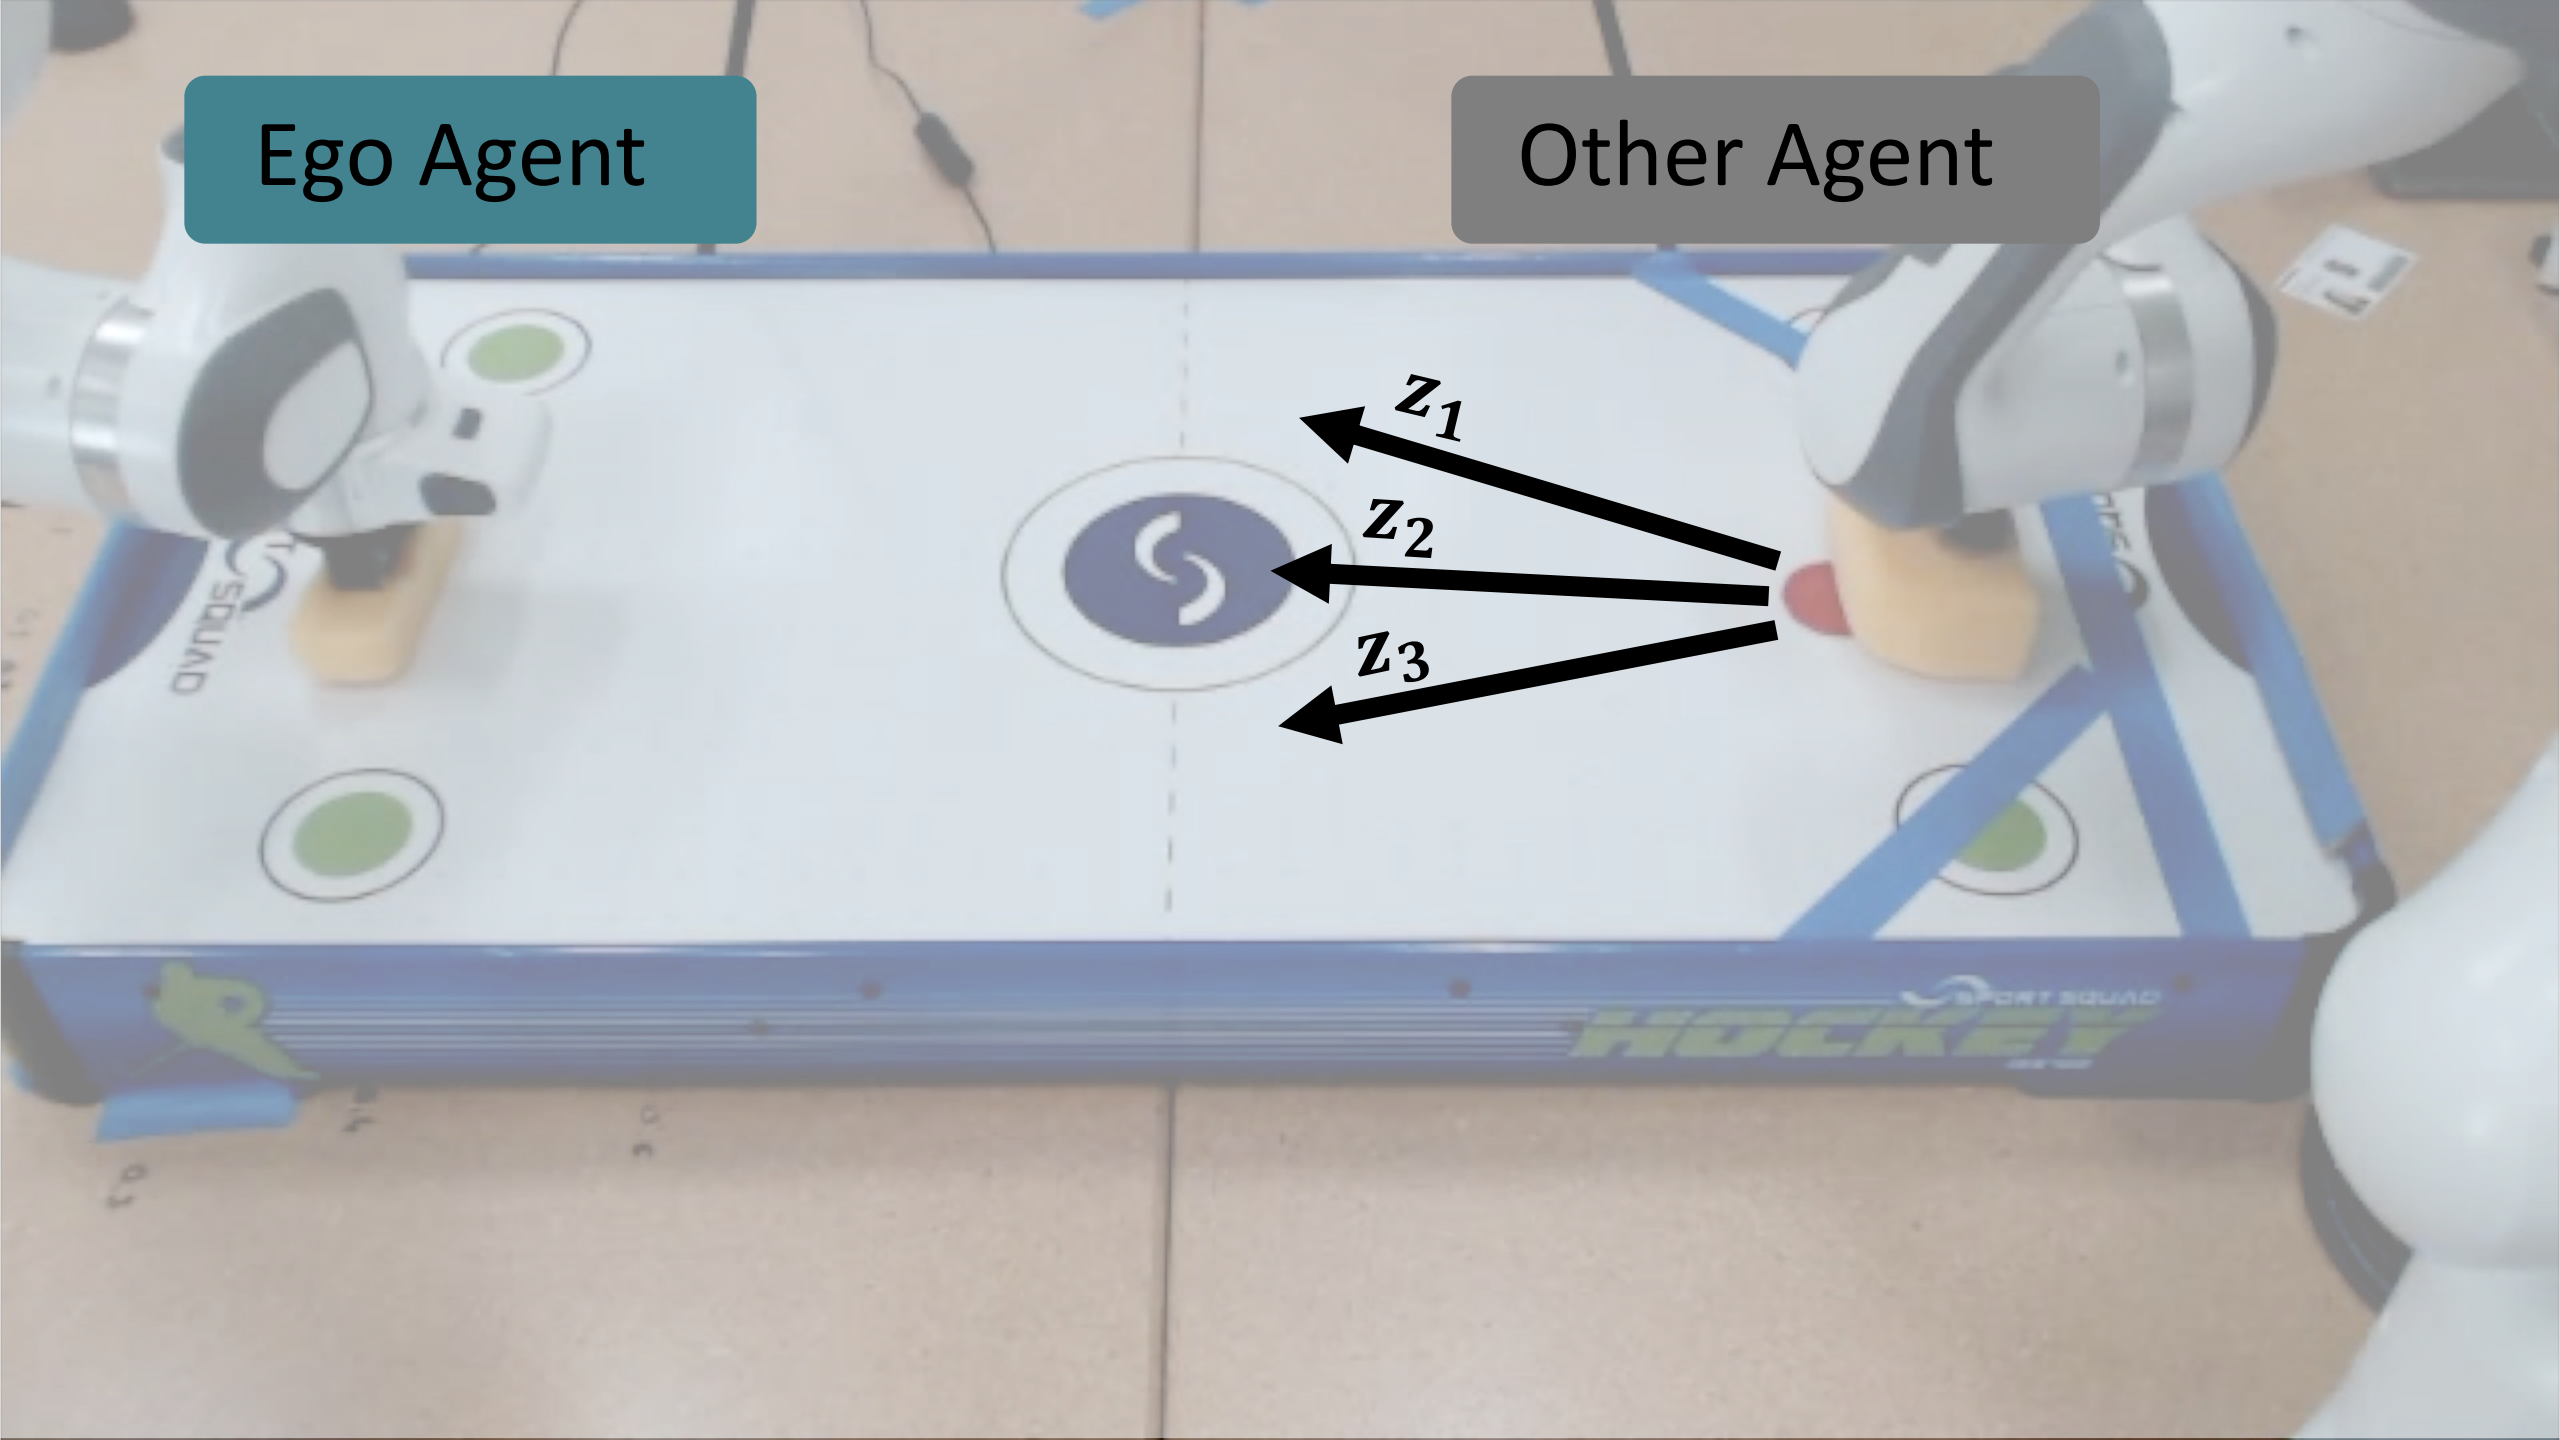 Ego Agent
Other Agent
z1
z2
z3
SQUAD
SPORT SQUAD
HOCKEY